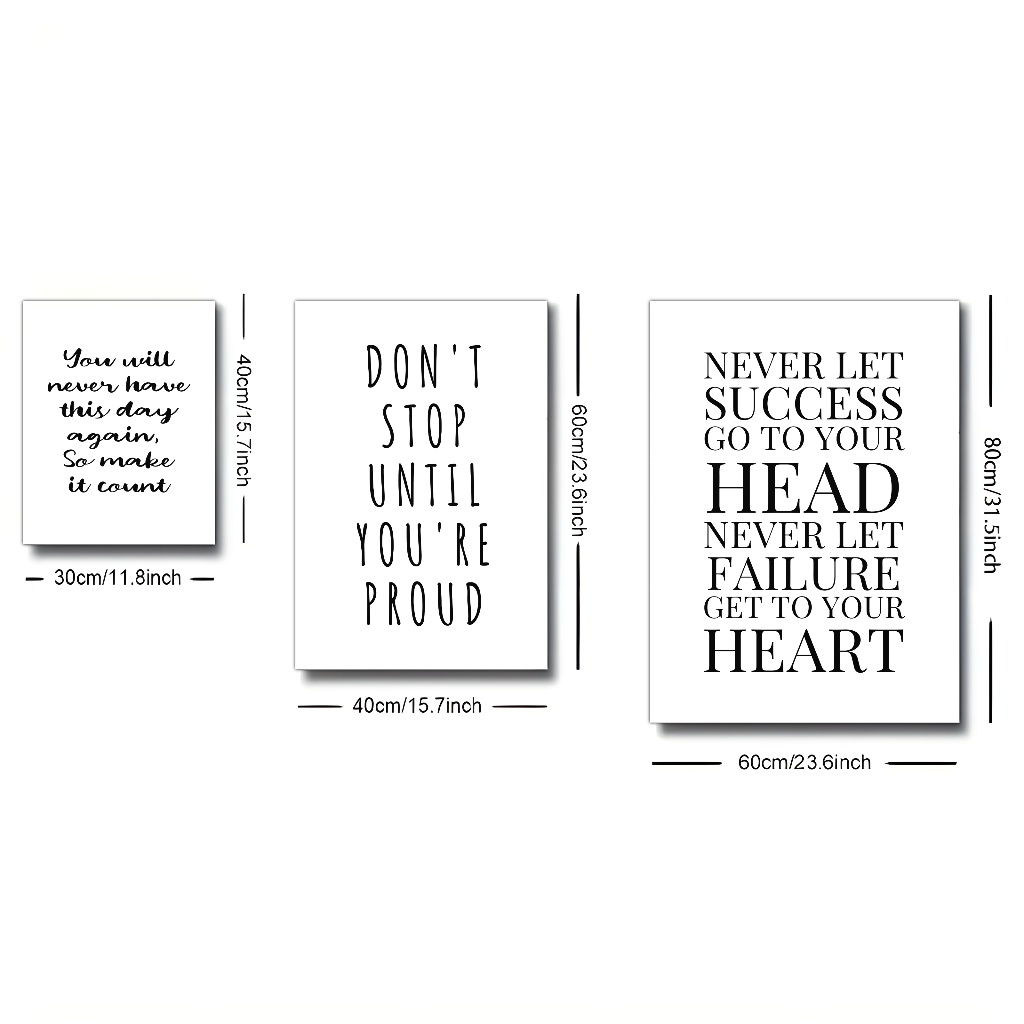 You will
never have
this day
again,
So make
it count
40cm/15.7inch
30cm/11.8inch
DON'T
STOP
UNTIL
YOU'RE
PROUD
60cm/23.6inch
40cm/15.7inch
NEVER LET
SUCCESS
GO TO YOUR
HEAD
NEVER LET
FAILURE
GET TO YOUR
HEART
80cm/31.5inch
60cm/23.6inch